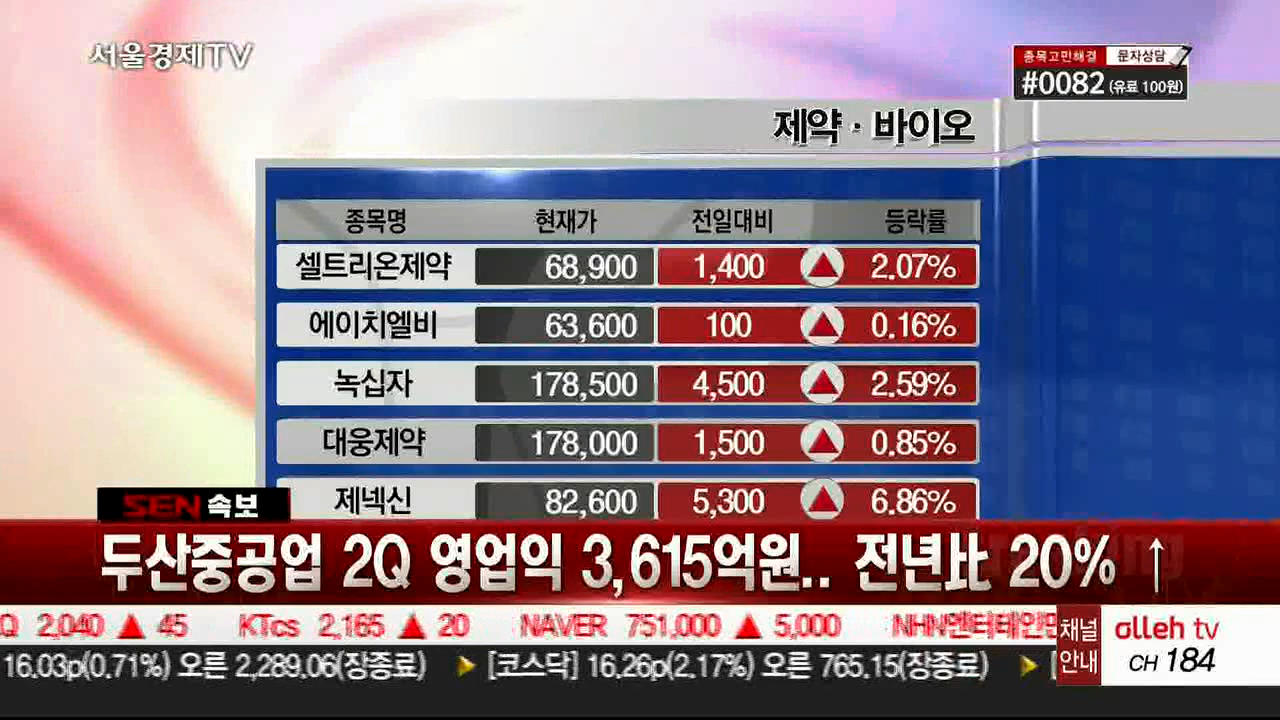 서울경제TV
종목고민해결 문자상담
#0082 (유료 100원)
제약·바이오
종목명 현재가 전일대비 등락률
셀트리온제약 68,900 1,400 ▲ 2.07%
에이치엘비 63,600 100 ▲ 0.16%
녹십자 178,500 4,500 ▲ 2.59%
대웅제약 178,000 1,500 ▲ 0.85%
제넥신 82,600 5,300 ▲ 6.86%
SEN 속보
두산중공업 2Q 영업익 3,615억원.. 전년比 20% ↑
Q 2,040 ▲ 45 KTcs 2,165 ▲ 20 NAVER 751,000 ▲ 5,000 NHN벅스
16.03p(0.71%) 오른 2,289.06(장종료) ▶ [코스닥] 16.26p(2.17%) 오른 765.15(장종료) ▶ [
채널안내 olleh tv
CH 184